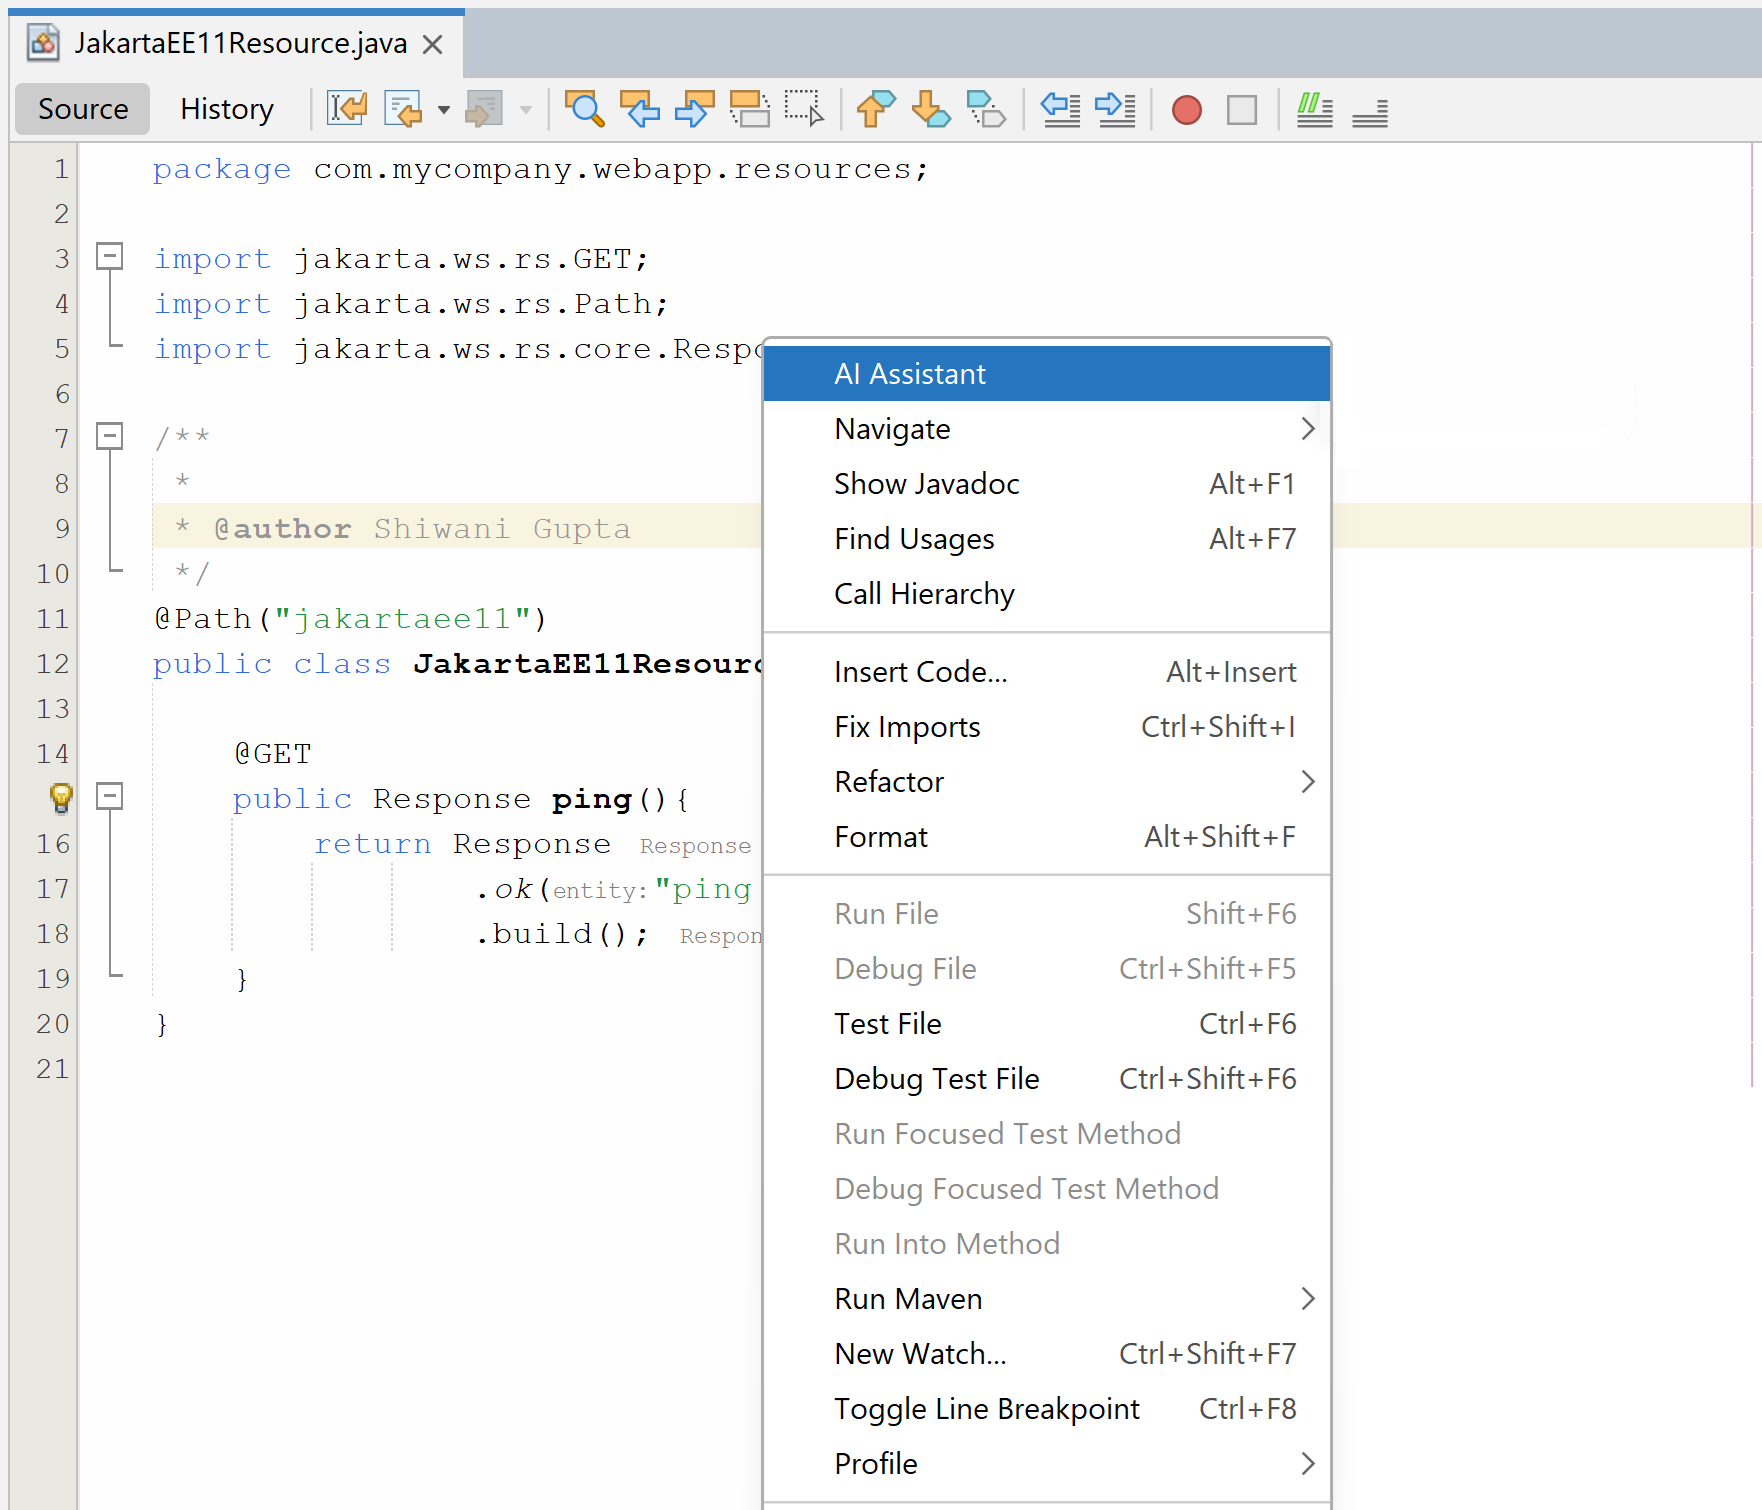 JakartaEE11Resource.java
Source History
1 package com.mycompany.webapp.resources;
2
3 import jakarta.ws.rs.GET;
4 import jakarta.ws.rs.Path;
5 import jakarta.ws.rs.core.Respo
6
7 /**
8 *
9 * @author Shiwani Gupta
10 */
11 @Path("jakartaee11")
12 public class JakartaEE11Resourc
13
14 @GET
public Response ping(){
16 return Response Response
17 .ok(entity:"ping
18 .build(); Respon
19 }
20 }
21
AI Assistant
Navigate
Show Javadoc Alt+F1
Find Usages Alt+F7
Call Hierarchy
Insert Code... Alt+Insert
Fix Imports Ctrl+Shift+I
Refactor
Format Alt+Shift+F
Run File Shift+F6
Debug File Ctrl+Shift+F5
Test File Ctrl+F6
Debug Test File Ctrl+Shift+F6
Run Focused Test Method
Debug Focused Test Method
Run Into Method
Run Maven
New Watch... Ctrl+Shift+F7
Toggle Line Breakpoint Ctrl+F8
Profile